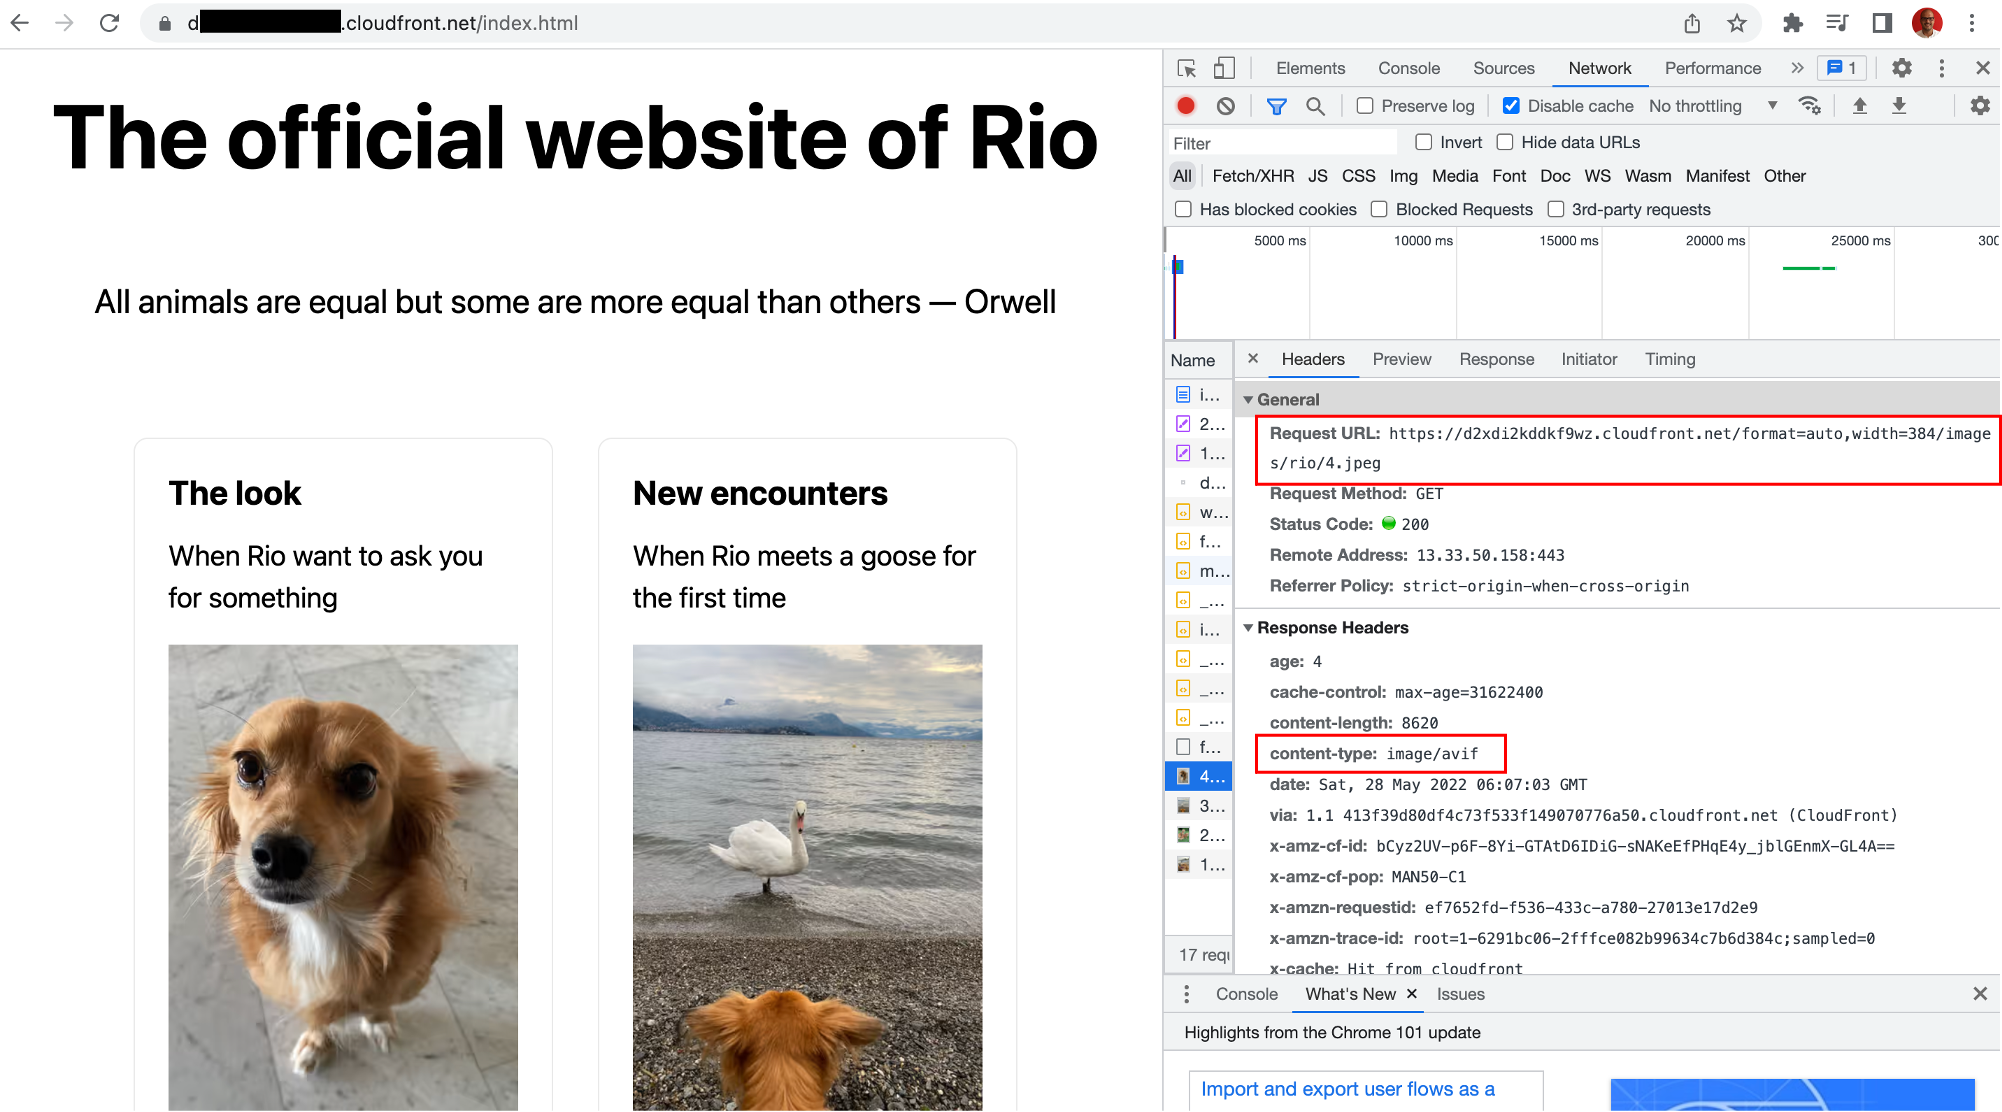 d .cloudfront.net/index.html
The official website of Rio
All animals are equal but some are more equal than others — Orwell
The look
When Rio want to ask you
for something
New encounters
When Rio meets a goose for
the first time
Elements Console Sources Network Performance » 1
Preserve log Disable cache No throttling
Filter Invert Hide data URLs
All Fetch/XHR JS CSS Img Media Font Doc WS Wasm Manifest Other
Has blocked cookies Blocked Requests 3rd-party requests
5000 ms 10000 ms 15000 ms 20000 ms 25000 ms 300
Name
i...
2...
1...
d...
w...
f...
m...
_...
i...
_...
_...
_...
f...
4...
3...
2...
1...
17 requ
× Headers Preview Response Initiator Timing
General
Request URL: https://d2xdi2kddkf9wz.cloudfront.net/format=auto,width=384/image
s/rio/4.jpeg
Request Method: GET
Status Code: 200
Remote Address: 13.33.50.158:443
Referrer Policy: strict-origin-when-cross-origin
Response Headers
age: 4
cache-control: max-age=31622400
content-length: 8620
content-type: image/avif
date: Sat, 28 May 2022 06:07:03 GMT
via: 1.1 413f39d80df4c73f533f149070776a50.cloudfront.net (CloudFront)
x-amz-cf-id: bCyz2UV-p6F-8Yi-GTAtD6IDiG-sNAKeEfPHqE4y_jblGEnmX-GL4A==
x-amz-cf-pop: MAN50-C1
x-amzn-requestid: ef7652fd-f536-433c-a780-27013e17d2e9
x-amzn-trace-id: root=1-6291bc06-2fffce082b99634c7b6d384c;sampled=0
x-cache: Hit from cloudfront
Console What's New × Issues
Highlights from the Chrome 101 update
Import and export user flows as a